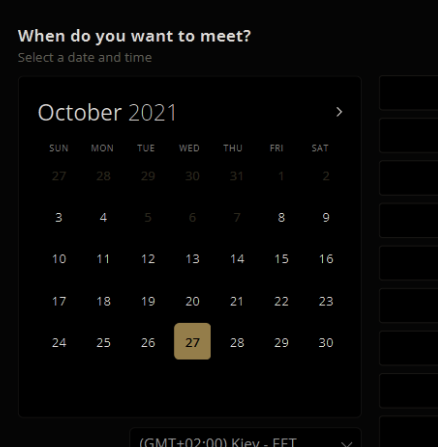 When do you want to meet?
Select a date and time
October 2021
SUN MON TUE WED THU FRI SAT
27 28 29 30 31 1 2
3 4 5 6 7 8 9
10 11 12 13 14 15 16
17 18 19 20 21 22 23
24 25 26 27 28 29 30
(GMT+02:00) Kiev - EET